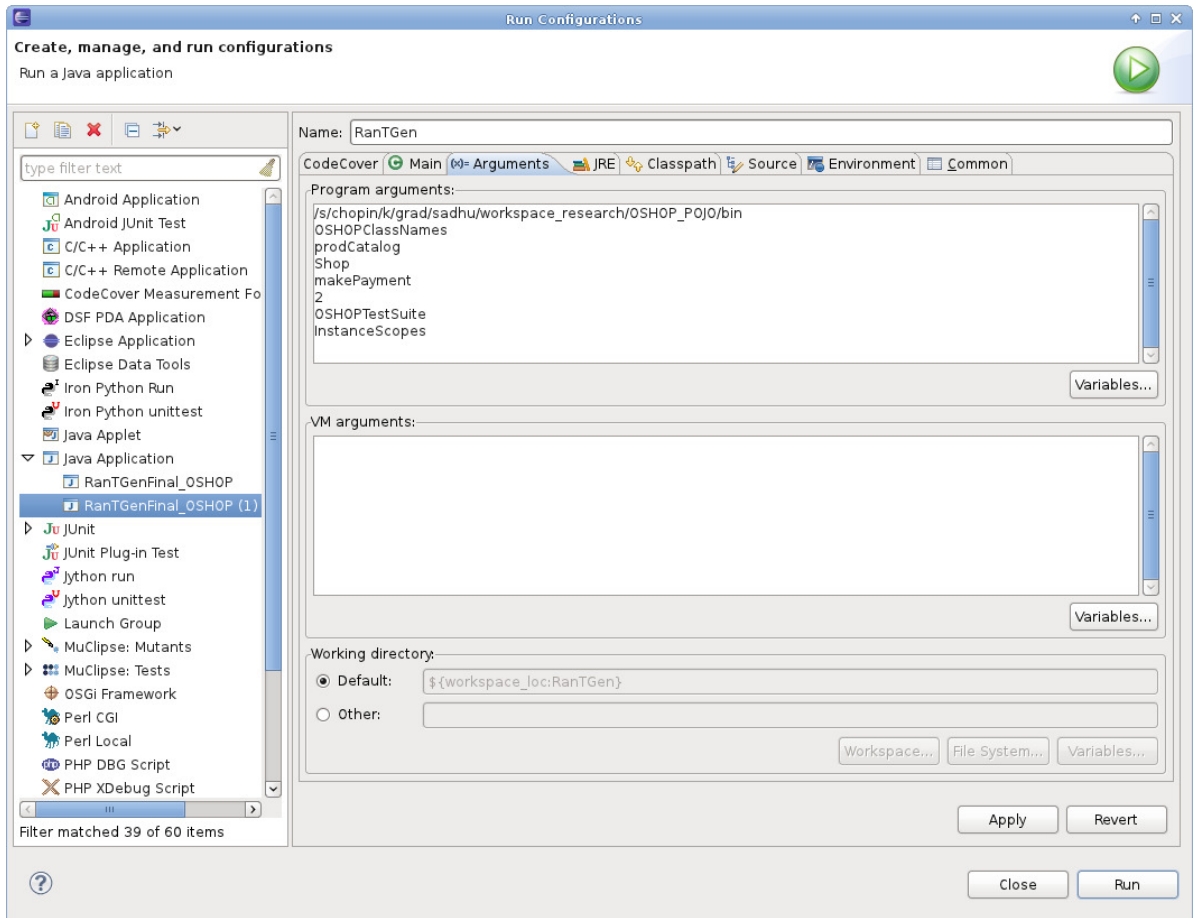 Run Configurations
Create, manage, and run configurations
Run a Java application
Name: RanTGen
type filter text
Android Application
Android JUnit Test
C/C++ Application
C/C++ Remote Application
CodeCover Measurement Fo
DSF PDA Application
Eclipse Application
Eclipse Data Tools
Iron Python Run
Iron Python unittest
Java Applet
Java Application
RanTGenFinal_OSHOP
RanTGenFinal_OSHOP (1)
JUnit
JUnit Plug-in Test
Jython run
Jython unittest
Launch Group
MuClipse: Mutants
MuClipse: Tests
OSGi Framework
Perl CGI
Perl Local
PHP DBG Script
PHP XDebug Script
Filter matched 39 of 60 items
CodeCover Main (x)= Arguments JRE Classpath Source Environment Common
Program arguments:
/s/chopin/k/grad/sadhu/workspace_research/OSHOP_POJO/bin
OSHOPClassNames
prodCatalog
Shop
makePayment
2
OSHOPTestSuite
InstanceScopes
Variables...
VM arguments:
Variables...
Working directory:
Default: ${workspace_loc:RanTGen}
Other:
Workspace... File System... Variables...
Apply Revert
Close Run